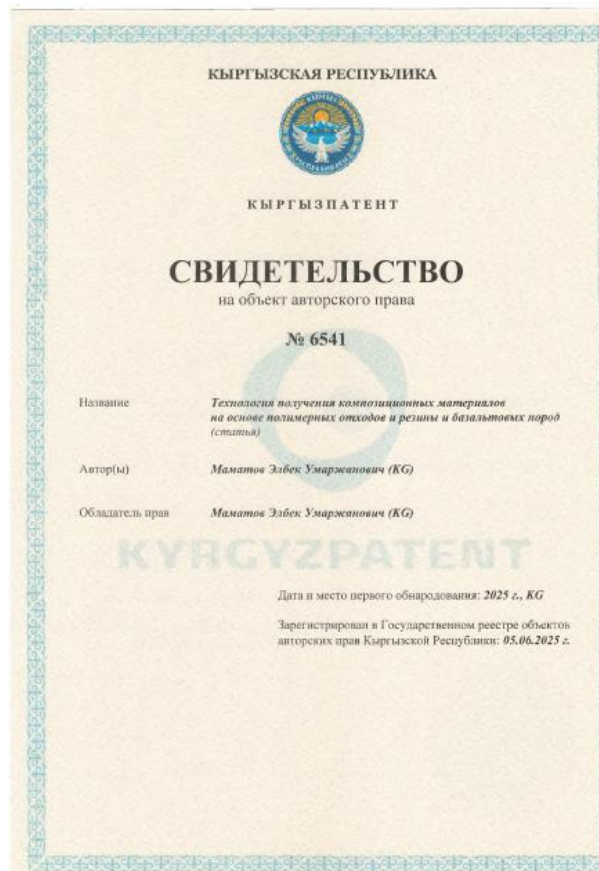 КЫРГЫЗСКАЯ РЕСПУБЛИКА
КЫРГЫЗПАТЕНТ
СВИДЕТЕЛЬСТВО
на объект авторского права
№ 6541
Название Технология получения композиционных материалов
на основе полимерных отходов и резины и базальтовых пород
(статья)
Автор(ы) Маматов Элбек Умаржанович (KG)
Обладатель прав Маматов Элбек Умаржанович (KG)
KYRGYZPATENT
Дата и место первого обнародования: 2025 г., KG
Зарегистрирован в Государственном реестре объектов
авторских прав Кыргызской Республики: 05.06.2025 г.